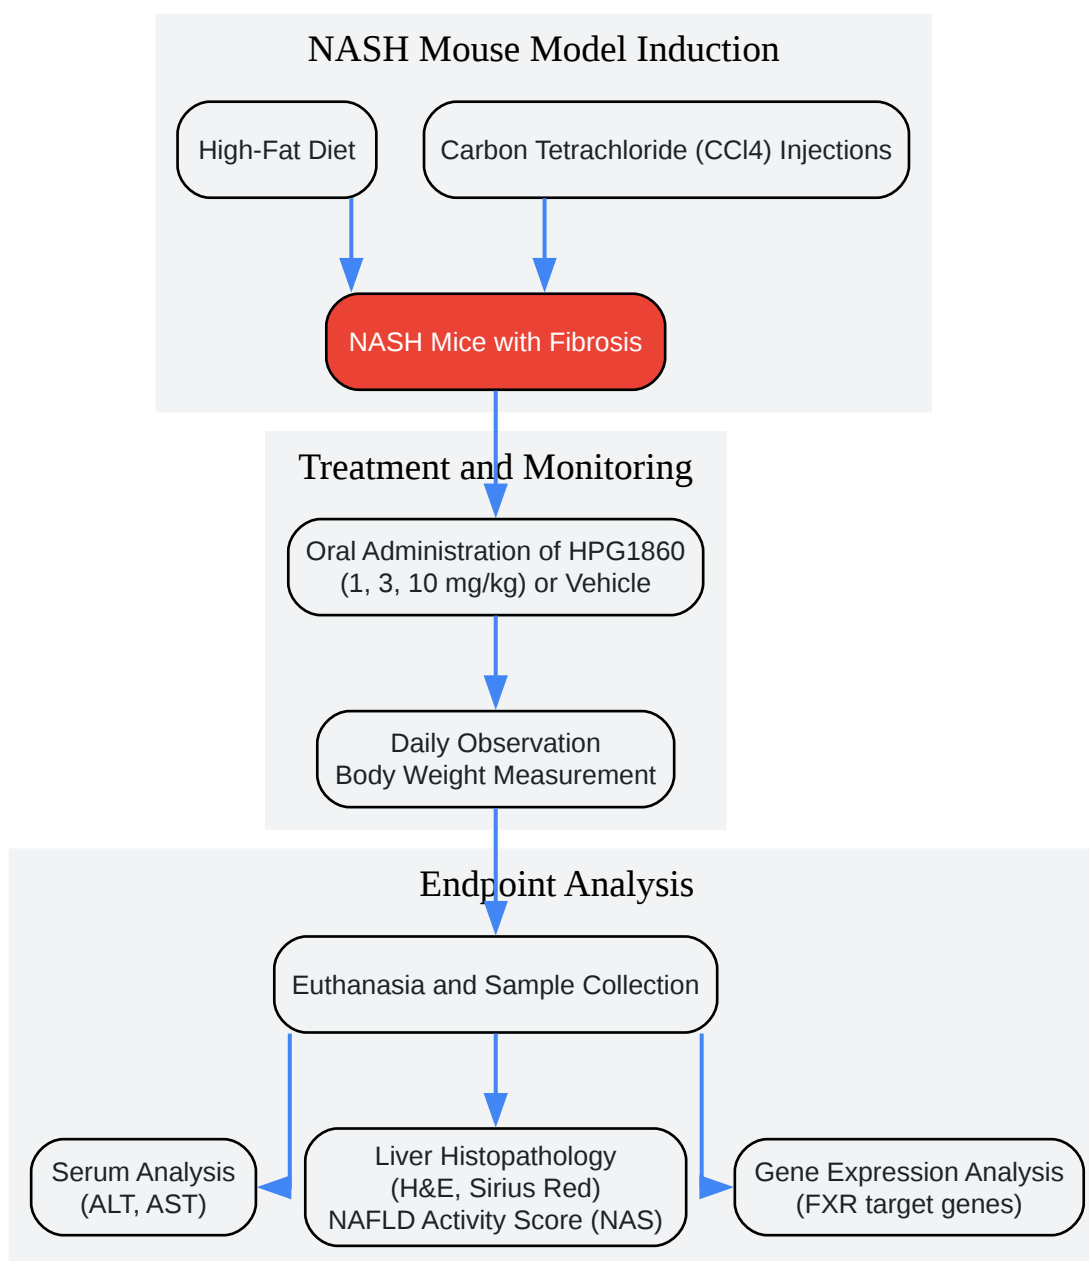 NASH Mouse Model Induction
High-Fat Diet
Carbon Tetrachloride (CCl4) Injections
NASH Mice with Fibrosis
Treatment and Monitoring
Oral Administration of HPG1860
(1, 3, 10 mg/kg) or Vehicle
Daily Observation
Body Weight Measurement
Endpoint Analysis
Euthanasia and Sample Collection
Serum Analysis
(ALT, AST)
Liver Histopathology
(H&E, Sirius Red)
NAFLD Activity Score (NAS)
Gene Expression Analysis
(FXR target genes)